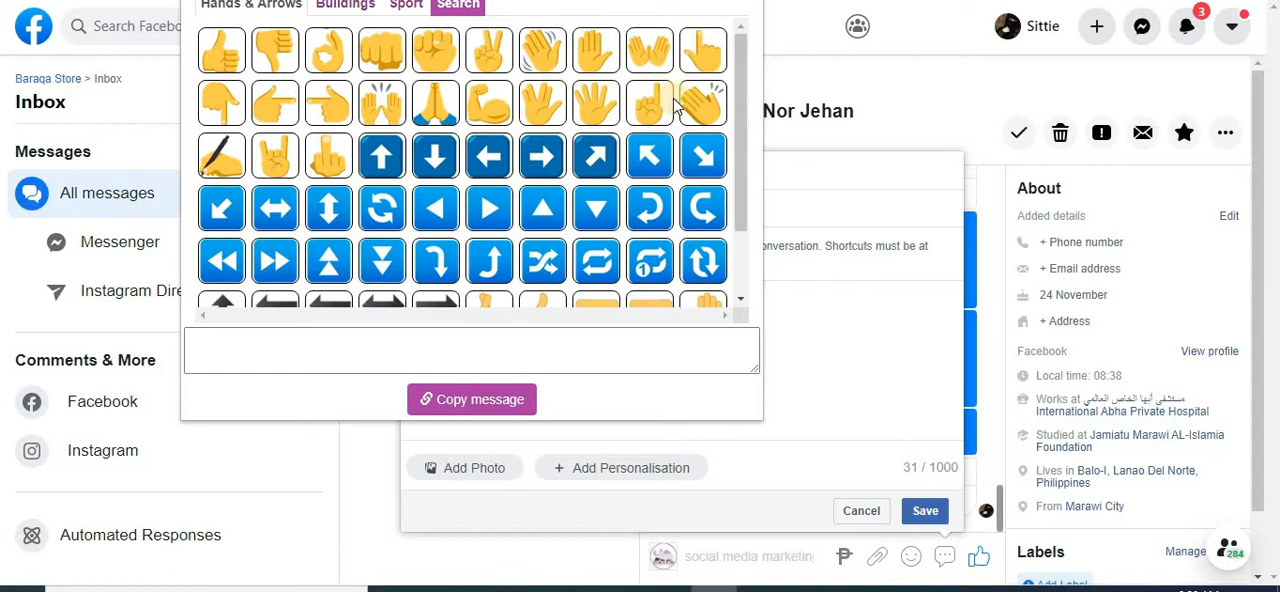 Hands & Arrows Buildings Sport Search
Search Facebo
Sittie
3
Baraqa Store > Inbox
Inbox
Nor Jehan
Messages
All messages
Messenger
Instagram Dire
Comments & More
Facebook
Instagram
Automated Responses
1
Copy message
onversation. Shortcuts must be at
Add Photo
+ Add Personalisation
31 / 1000
Cancel
Save
social media marketin
About
Added details
Edit
+ Phone number
+ Email address
24 November
+ Address
Facebook
View profile
Local time: 08:38
Works at مستشفى أبها الخاص العالمي
International Abha Private Hospital
Studied at Jamiatu Marawi AL-Islamia
Foundation
Lives in Balo-I, Lanao Del Norte,
Philippines
From Marawi City
Labels
Manage
284
+ Add Label